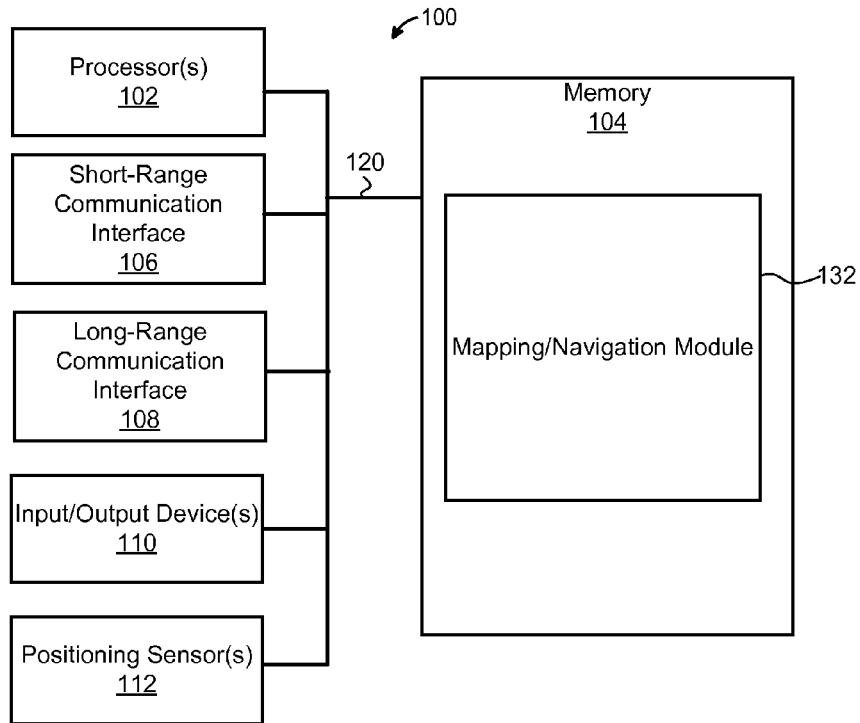 100
Processor(s)
102
Short-Range
Communication
Interface
106
Long-Range
Communication
Interface
108
Input/Output Device(s)
110
Positioning Sensor(s)
112
120
Memory
104
Mapping/Navigation Module
132